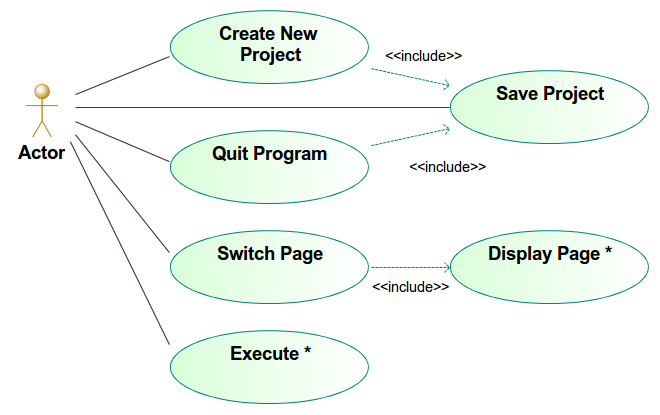 Create New
Project
<<include>>
Save Project
Actor
Quit Program
<<include>>
Switch Page
Display Page *
<<include>>
Execute *